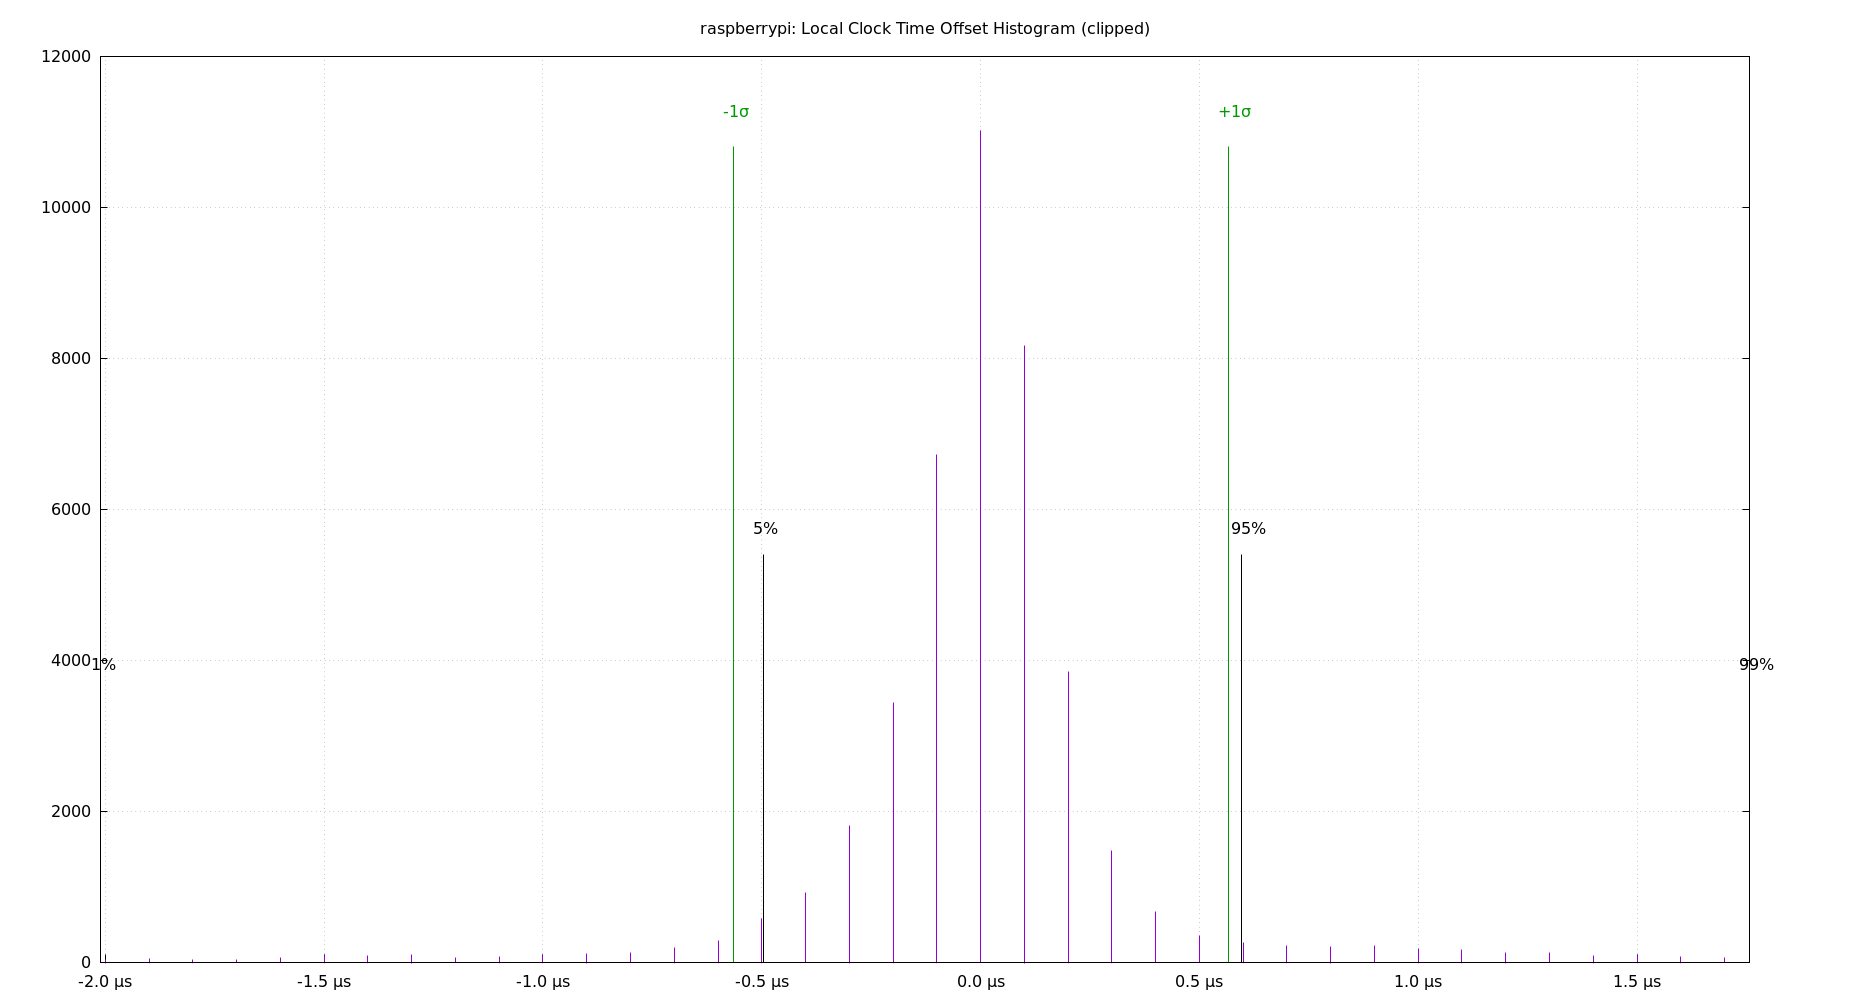 raspberrypi: Local Clock Time Offset Histogram (clipped)
12000
-1σ
+1σ
10000
8000
6000
5%
95%
4000
1%
99%
2000
0
-2.0 μs
-1.5 μs
-1.0 μs
-0.5 μs
0.0 μs
0.5 μs
1.0 μs
1.5 μs